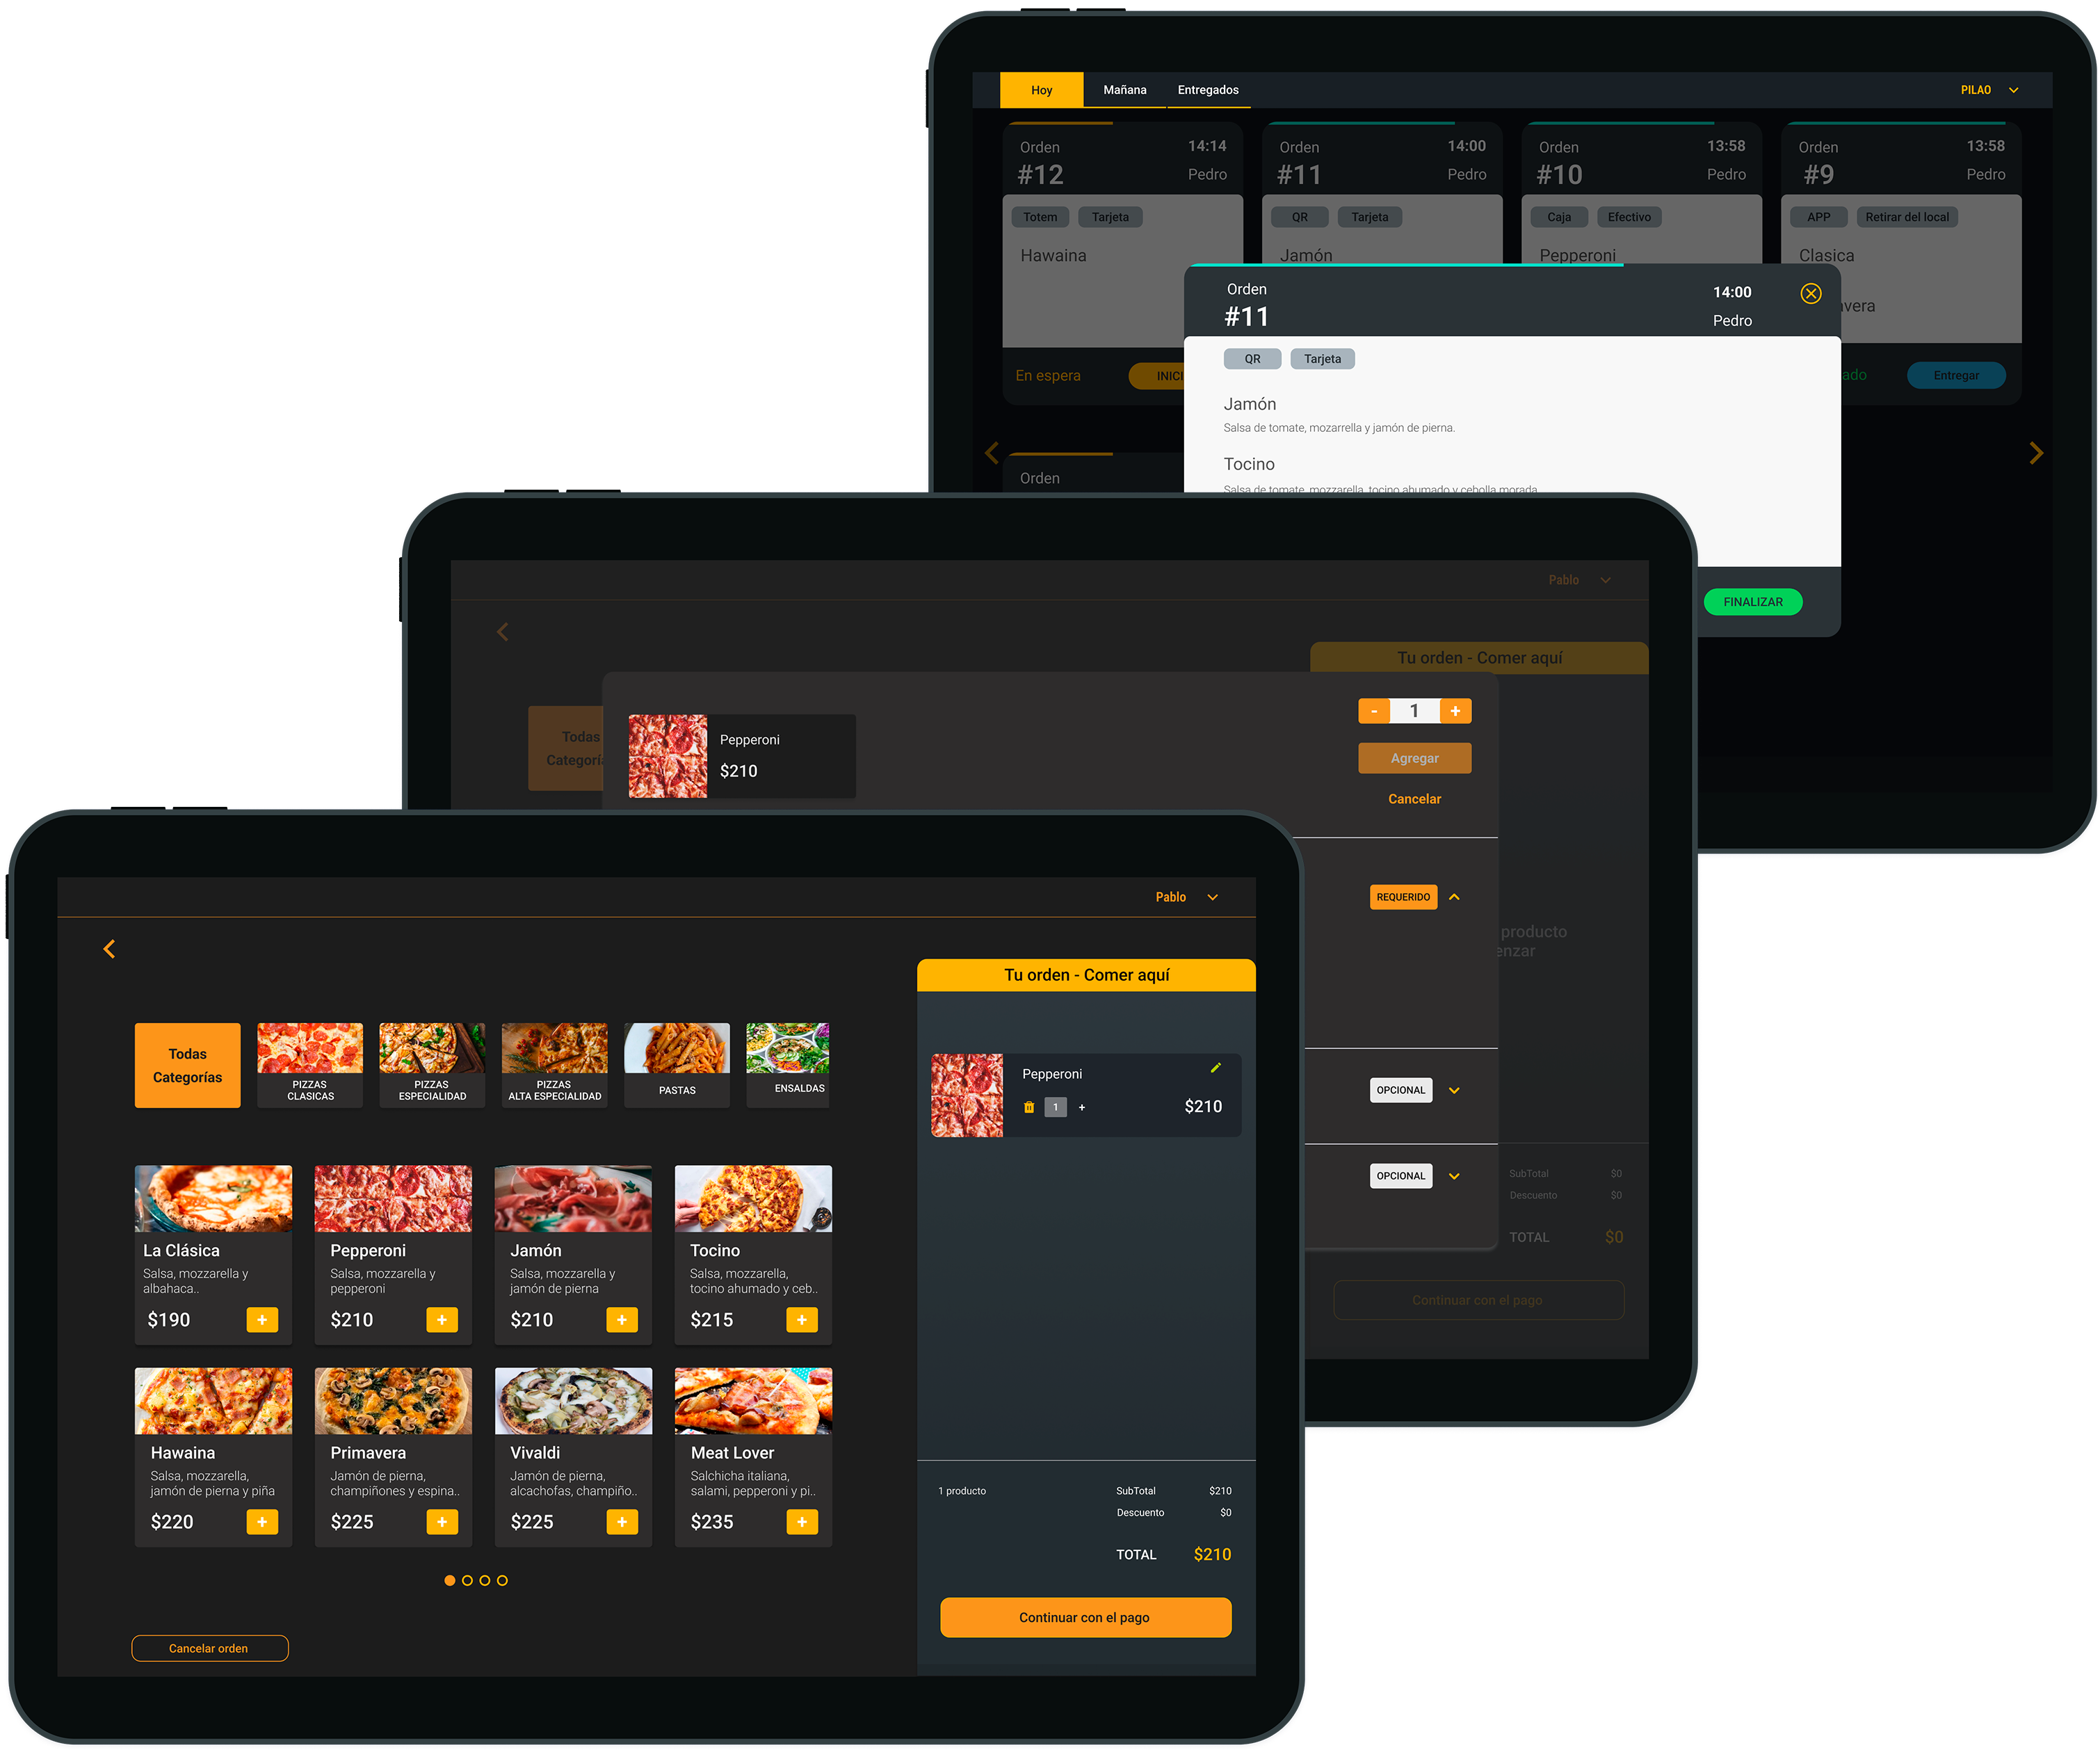 Hoy
Mañana
Entregados
PILAO
Orden
14:14
#12
Pedro
Totem
Tarjeta
Hawaina
En espera
Orden
14:00
#11
Pedro
QR
Tarjeta
Jamón
Orden
13:58
#10
Pedro
Caja
Efectivo
Pepperoni
Orden
13:58
#9
Pedro
APP
Retirar del local
Clasica
Entregar
Orden
Orden
14:00
#11
Pedro
QR
Tarjeta
Jamón
Salsa de tomate, mozarrella y jamón de pierna.
Tocino
Salsa de tomate, mozzarella, tocino ahumado y cebolla morada
FINALIZAR
Pablo
Tu orden - Comer aquí
Todas
Pepperoni
$210
- 1 +
Agregar
Cancelar
REQUERIDO
producto
OPCIONAL
OPCIONAL
SubTotal $0
Descuento $0
TOTAL $0
Continuar con el pago
Pablo
Tu orden - Comer aquí
Todas
Categorías
PIZZAS
CLASICAS
PIZZAS
ESPECIALIDAD
PIZZAS
ALTA ESPECIALIDAD
PASTAS
ENSALDAS
La Clásica
Salsa, mozzarella y
albahaca..
$190 +
Pepperoni
Salsa, mozzarella y
pepperoni
$210 +
Jamón
Salsa, mozzarella y
jamón de pierna
$210 +
Tocino
Salsa, mozzarella,
tocino ahumado y ceb..
$215 +
Hawaina
Salsa, mozzarella,
jamón de pierna y piña
$220 +
Primavera
Jamón de pierna,
champiñones y espina..
$225 +
Vivaldi
Jamón de pierna,
alcachofas, champiño..
$225 +
Meat Lover
Salchicha italiana,
salami, pepperoni y pi..
$235 +
Cancelar orden
Pepperoni
1 + $210
1 producto
SubTotal $210
Descuento $0
TOTAL $210
Continuar con el pago